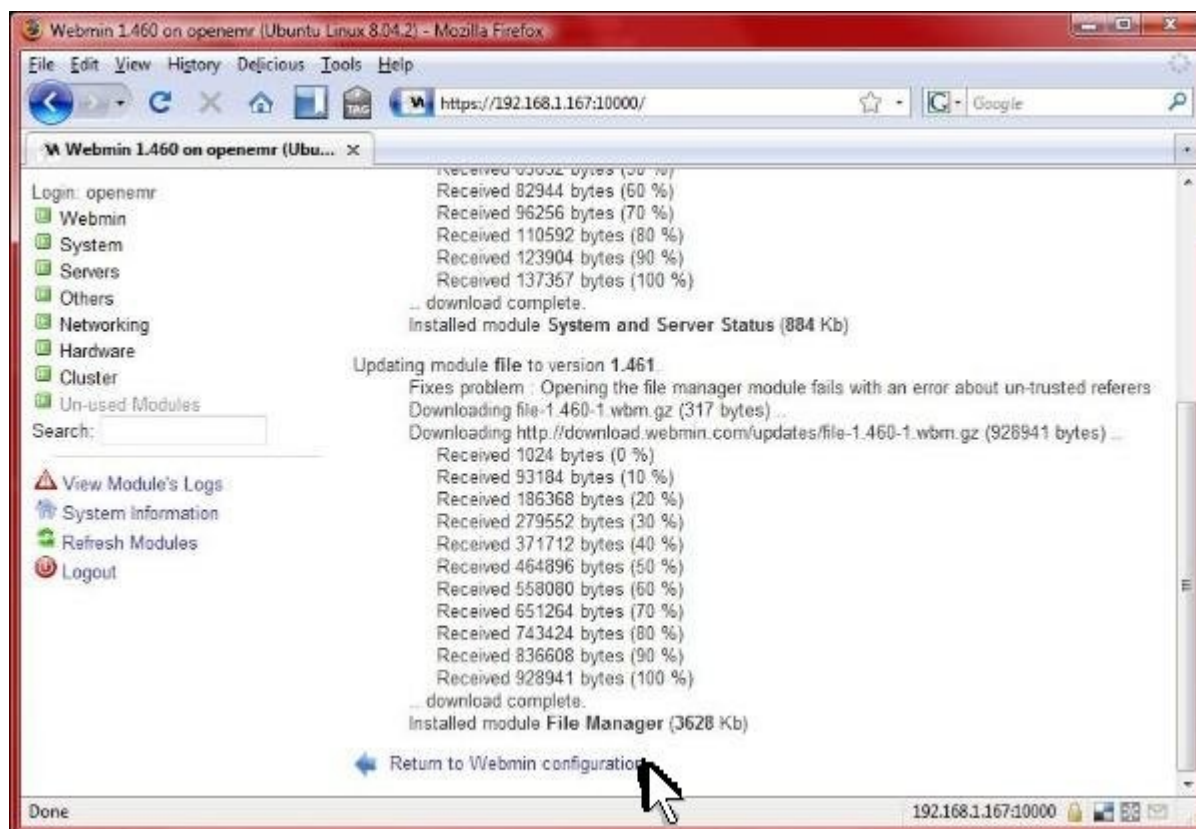 Webmin 1.460 on openemr (Ubuntu Linux 8.04.2) - Mozilla Firefox
File Edit View History Delicious Tools Help
TAG
https://192.168.1.167:10000/
G Google
Webmin 1.460 on openemr (Ubu...
Login: openemr
Webmin
System
Servers
Others
Networking
Hardware
Cluster
Un-used Modules
Search:
View Module's Logs
System Information
Refresh Modules
Logout
Received bytes
Received 82944 bytes (60 %)
Received 96256 bytes (70 %)
Received 110592 bytes (80 %)
Received 123904 bytes (90 %)
Received 137357 bytes (100 %)
... download complete.
Installed module System and Server Status (884 Kb)
Updating module file to version 1.461.
Fixes problem : Opening the file manager module fails with an error about un-trusted referers
Downloading file-1.460-1.wbm.gz (317 bytes) ..
Downloading http://download.webmin.com/updates/file-1.460-1.wbm.gz (928941 bytes) ...
Received 1024 bytes (0 %)
Received 93184 bytes (10 %)
Received 186368 bytes (20 %)
Received 279552 bytes (30 %)
Received 371712 bytes (40 %)
Received 464896 bytes (50 %)
Received 558080 bytes (60 %)
Received 651264 bytes (70 %)
Received 743424 bytes (80 %)
Received 836608 bytes (90 %)
Received 928941 bytes (100 %)
... download complete.
Installed module File Manager (3628 Kb)
Return to Webmin configuration
Done
192.168.1.167:10000